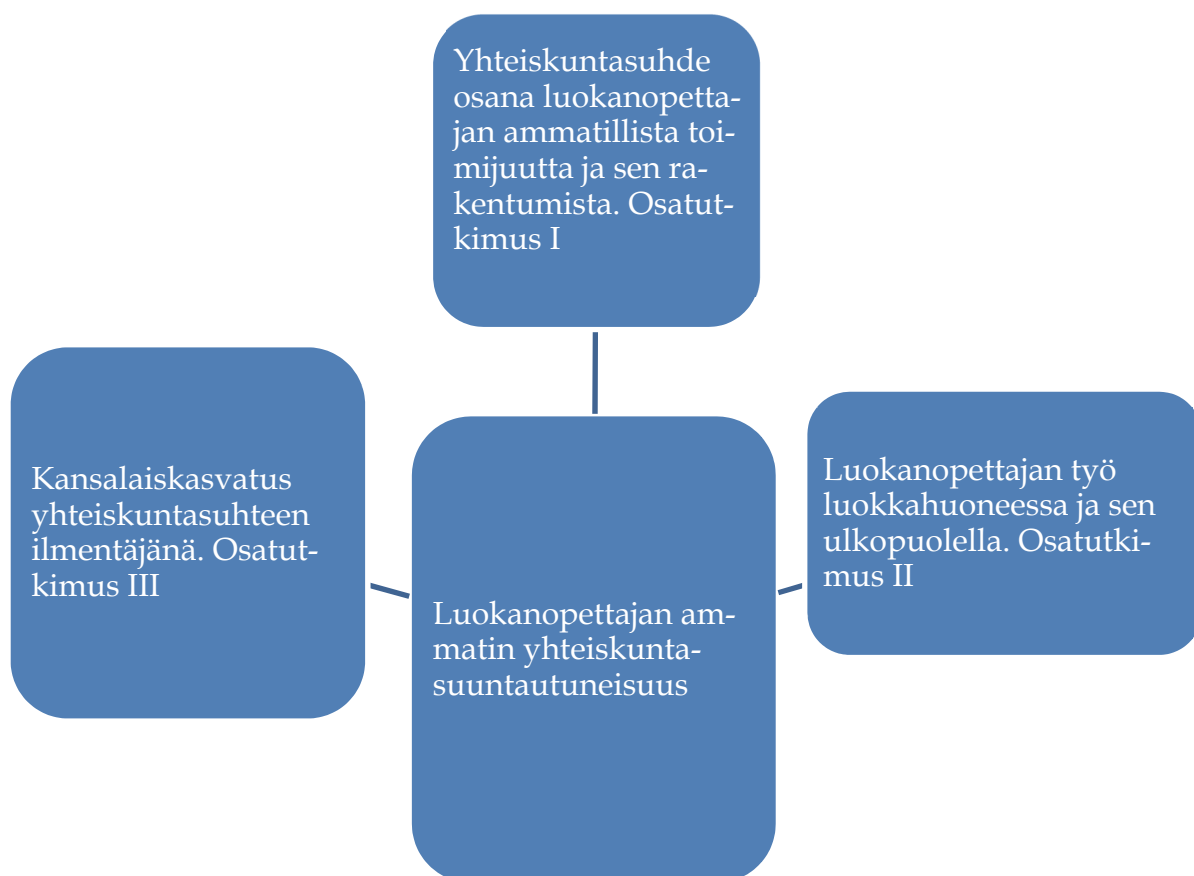 Yhteiskuntasuhde
osana luokanopetta-
jan ammatillista toi-
mijuutta ja sen ra-
kentumista. Osatut-
kimus I
Kansalaiskasvatus
yhteiskuntasuhteen
ilmentäjänä. Osatut-
kimus III
Luokanopettajan työ
luokkahuoneessa ja sen
ulkopuolella. Osatutki-
mus II
Luokanopettajan am-
matin yhteiskunta-
suuntautuneisuus